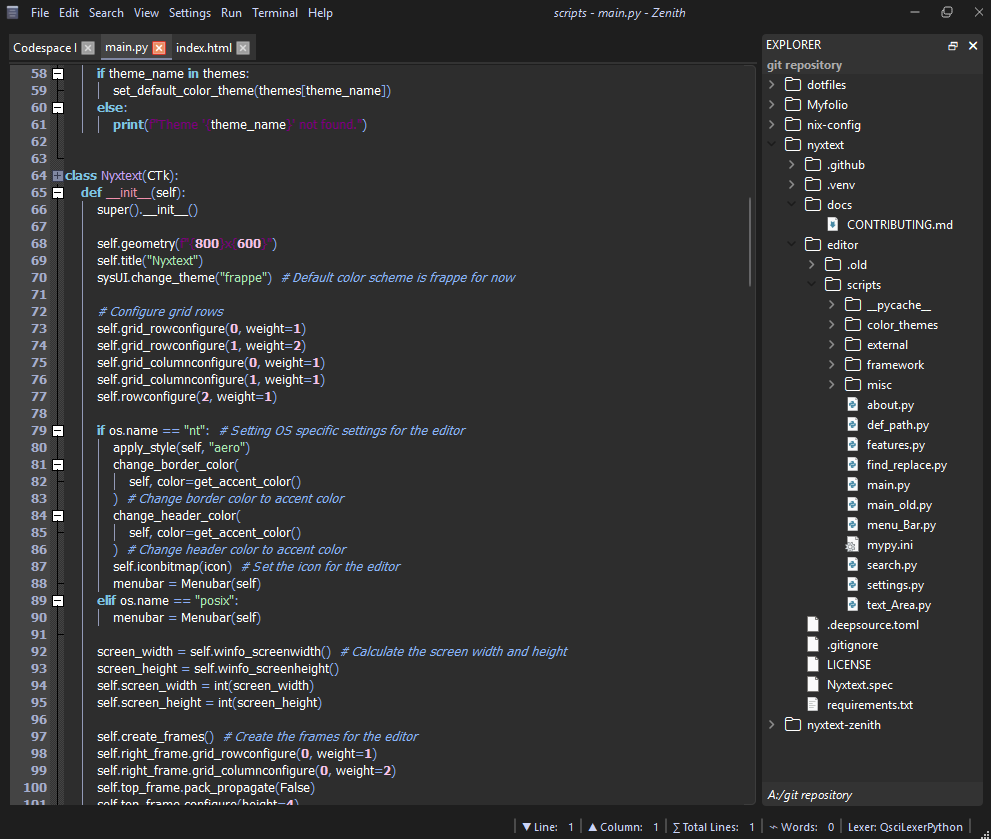 File Edit Search View Settings Run Terminal Help
scripts - main.py - Zenith
Codespace main.py index.html
58 if theme_name in themes:
59 set_default_color_theme(themes[theme_name])
60 else:
61 print(f"Theme '{theme_name}' not found.")
62
63
64 class Nyxtext(CTk):
65 def __init__(self):
66 super().__init__()
67
68 self.geometry(f"{800}x{600}")
69 self.title("Nyxtext")
70 sysUI.change_theme("frappe") # Default color scheme is frappe for now
71
72 # Configure grid rows
73 self.grid_rowconfigure(0, weight=1)
74 self.grid_rowconfigure(1, weight=2)
75 self.grid_columnconfigure(0, weight=1)
76 self.grid_columnconfigure(1, weight=1)
77 self.rowconfigure(2, weight=1)
78
79 if os.name == "nt": # Setting OS specific settings for the editor
80 apply_style(self, "aero")
81 change_border_color(
82 self, color=get_accent_color()
83 ) # Change border color to accent color
84 change_header_color(
85 self, color=get_accent_color()
86 ) # Change header color to accent color
87 self.iconbitmap(icon) # Set the icon for the editor
88 menubar = Menubar(self)
89 elif os.name == "posix":
90 menubar = Menubar(self)
91
92 screen_width = self.winfo_screenwidth() # Calculate the screen width and height
93 screen_height = self.winfo_screenheight()
94 self.screen_width = int(screen_width)
95 self.screen_height = int(screen_height)
96
97 self.create_frames() # Create the frames for the editor
98 self.right_frame.grid_rowconfigure(0, weight=1)
99 self.right_frame.grid_columnconfigure(0, weight=2)
100 self.top_frame.pack_propagate(False)
101 self.top_frame.configure(height=4)
EXPLORER
git repository
dotfiles
Myfolio
nix-config
nyxtext
.github
.venv
docs
CONTRIBUTING.md
editor
.old
scripts
__pycache__
color_themes
external
framework
misc
about.py
def_path.py
features.py
find_replace.py
main.py
main_old.py
menu_Bar.py
mypy.ini
search.py
settings.py
text_Area.py
.deepsource.toml
.gitignore
LICENSE
Nyxtext.spec
requirements.txt
nyxtext-zenith
A:/git repository
▼ Line: 1 ▲ Column: 1 ∑ Total Lines: 1 ~ Words: 0 Lexer: QsciLexerPython